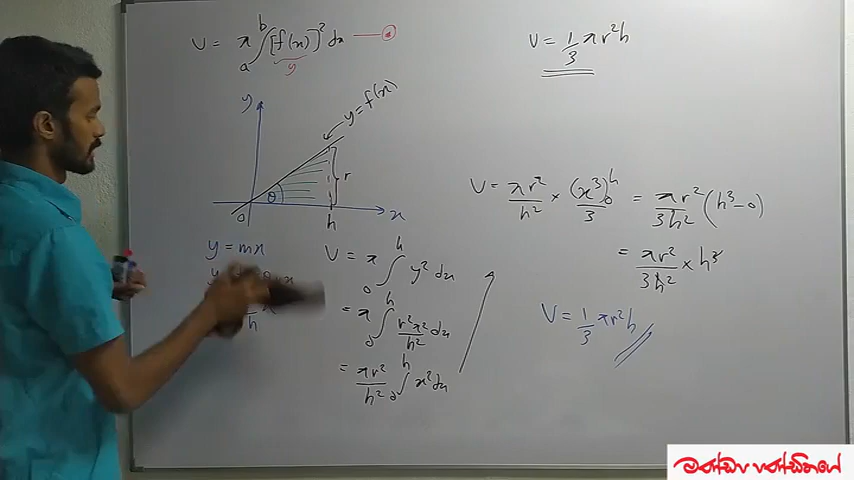 V = π ∫ₐᵇ [f(x)]² dx — ①
y
V = 1/3 πr²h
y
y = f(x)
r
θ
0
h
x
y = mx
V = π ∫₀ʰ y² dx
= π ∫₀ʰ r²x²/h² dx
= πr²/h² ∫₀ʰ x² dx
V = πr²/h² × (x³)₀ʰ/3 = πr²/3h² (h³-0)
= πr²/3h² × h³
V = 1/3 πr²h